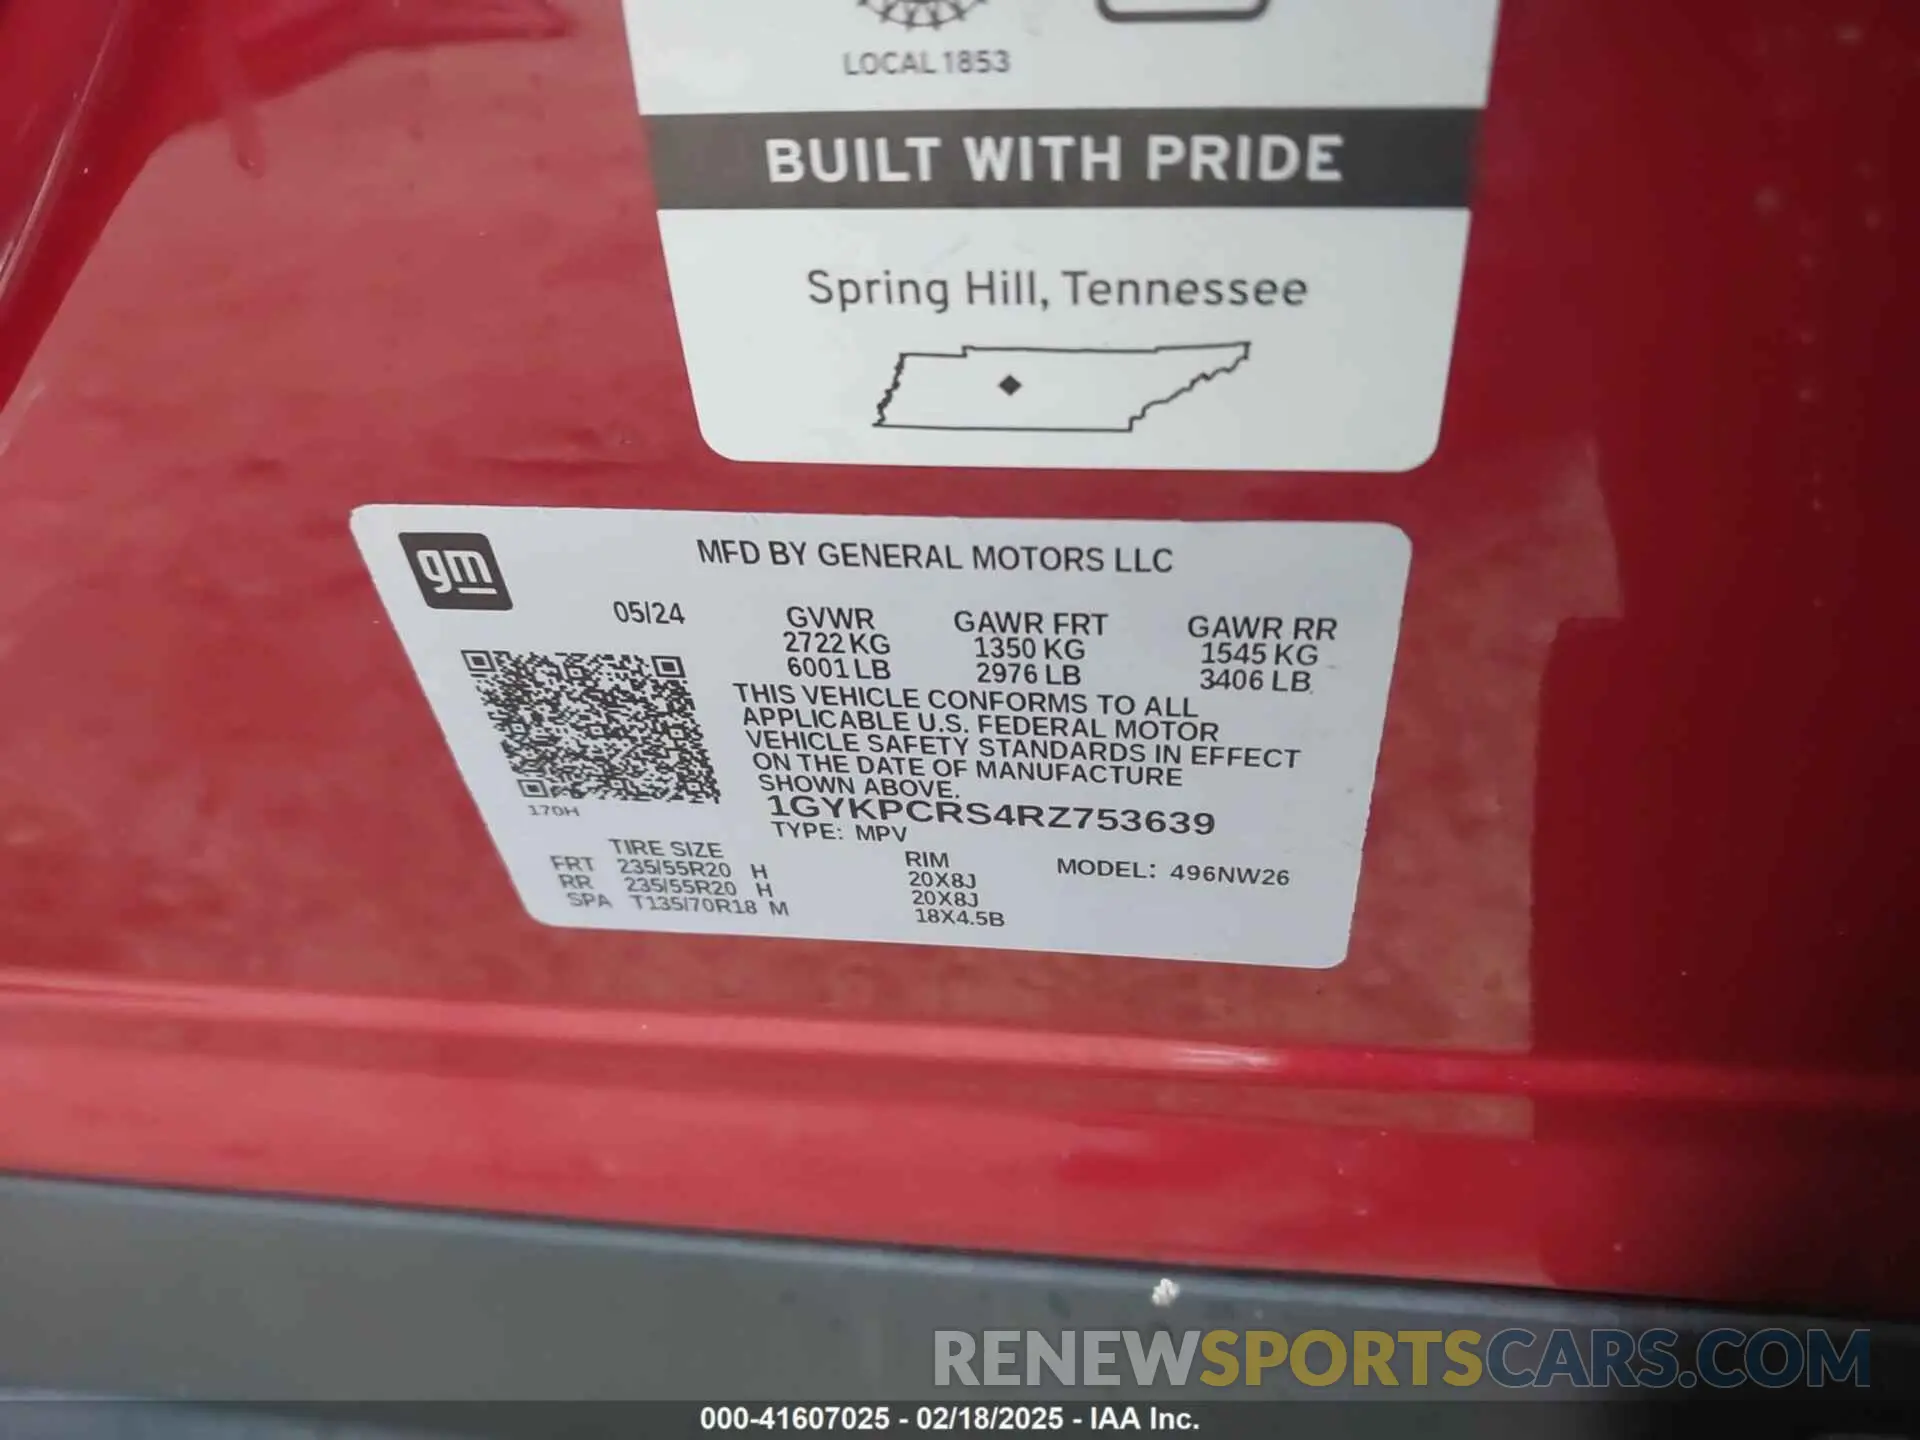 LOCAL 1853
BUILT WITH PRIDE
Spring Hill, Tennessee
gm
MFD BY GENERAL MOTORS LLC
05/24 GVWR GAWR FRT GAWR RR
2722 KG 1350 KG 1545 KG
6001 LB 2976 LB 3406 LB
THIS VEHICLE CONFORMS TO ALL
APPLICABLE U.S. FEDERAL MOTOR
VEHICLE SAFETY STANDARDS IN EFFECT
ON THE DATE OF MANUFACTURE
SHOWN ABOVE.
170H
1GYKPCRS4RZ753639
TYPE: MPV
TIRE SIZE RIM MODEL: 496NW26
FRT 235/55R20 H 20X8J
RR 235/55R20 H 20X8J
SPA T135/70R18 M 18X4.5B
RENEWSPORTSCARS.COM
000-41607025 - 02/18/2025 - IAA Inc.